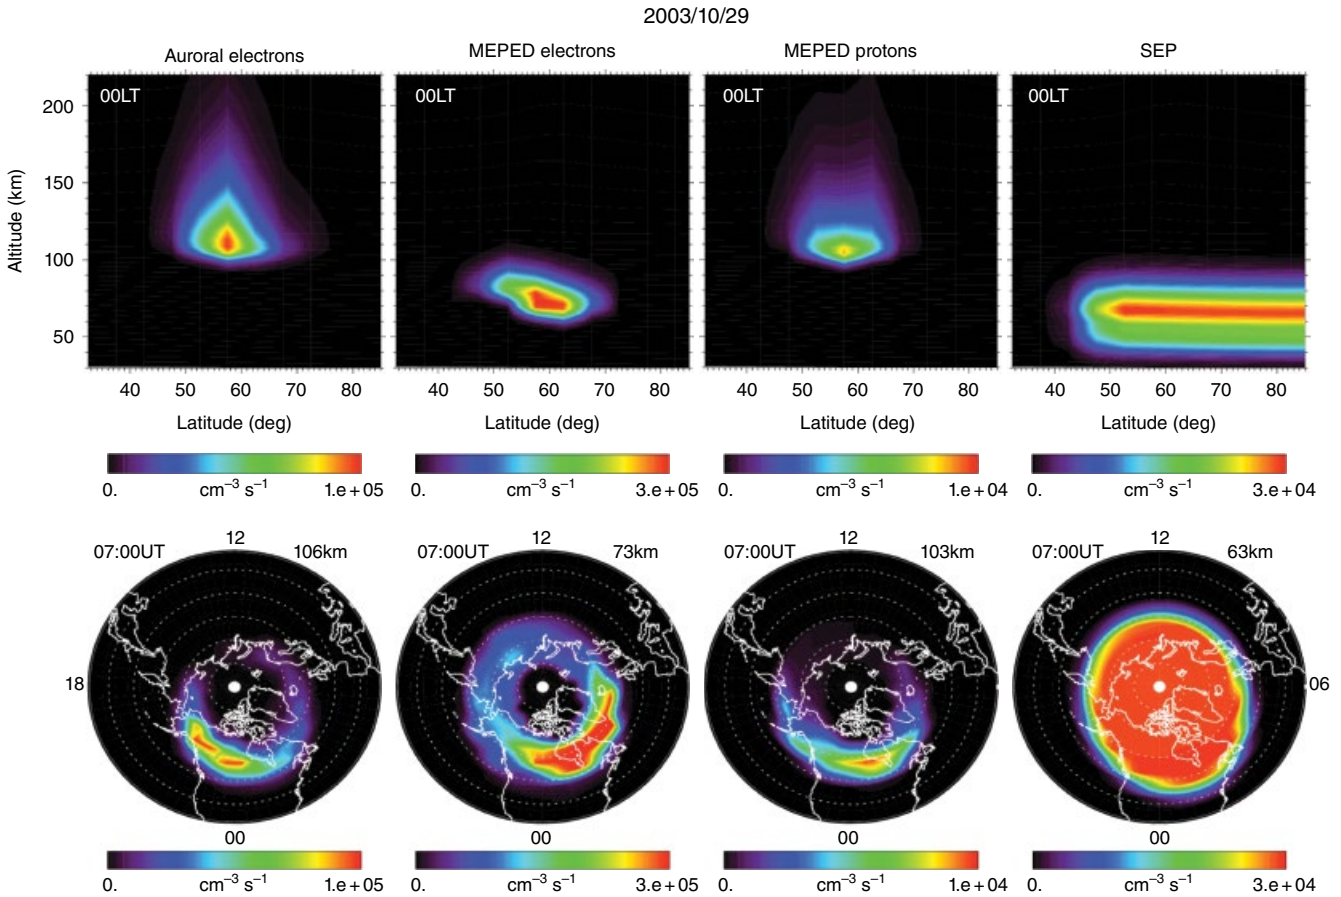 2003/10/29
Auroral electrons MEPED electrons MEPED protons SEP
00LT 00LT 00LT 00LT
Altitude (km)
200
150
100
50
40 50 60 70 80 40 50 60 70 80 40 50 60 70 80 40 50 60 70 80
Latitude (deg) Latitude (deg) Latitude (deg) Latitude (deg)
0. cm⁻³ s⁻¹ 1.e+05 0. cm⁻³ s⁻¹ 3.e+05 0. cm⁻³ s⁻¹ 1.e+04 0. cm⁻³ s⁻¹ 3.e+04
07:00UT 12 106km 07:00UT 12 73km 07:00UT 12 103km 07:00UT 12 63km
18 06
00 00 00 00
0. cm⁻³ s⁻¹ 1.e+05 0. cm⁻³ s⁻¹ 3.e+05 0. cm⁻³ s⁻¹ 1.e+04 0. cm⁻³ s⁻¹ 3.e+04